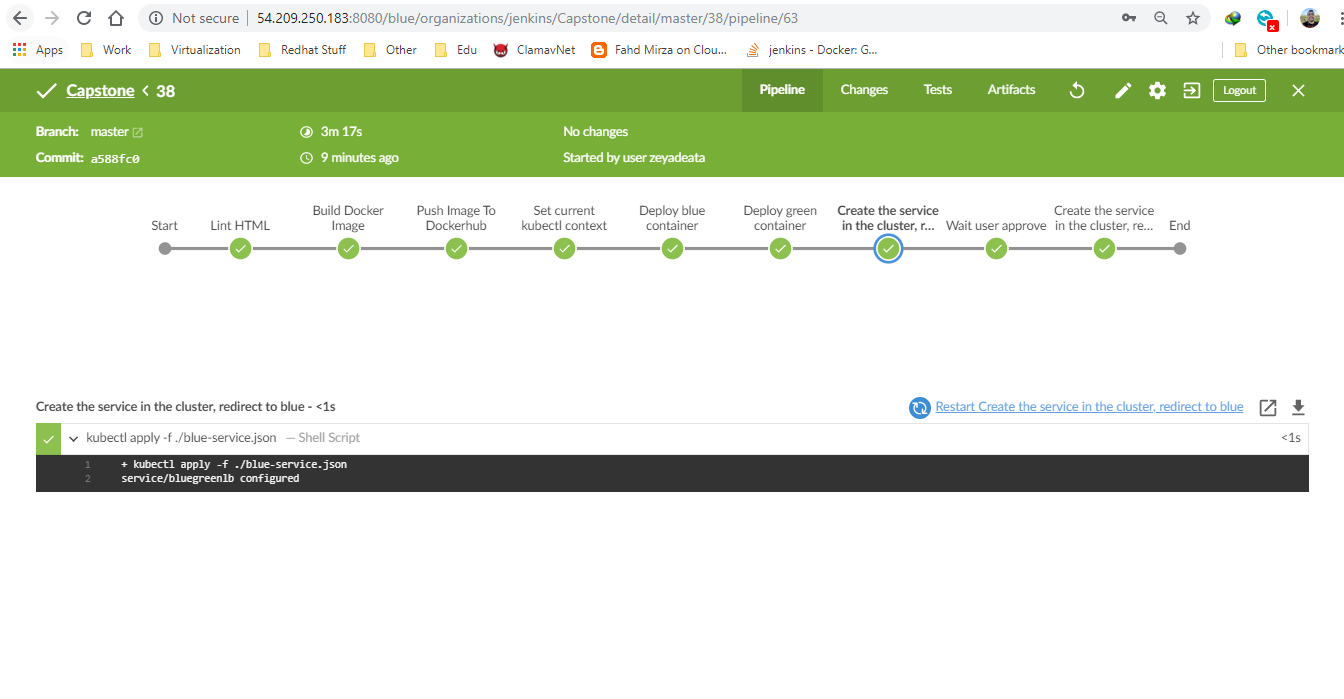 Not secure | 54.209.250.183:8080/blue/organizations/jenkins/Capstone/detail/master/38/pipeline/63
Apps Work Virtualization Redhat Stuff Other Edu ClamavNet Fahd Mirza on Clou... jenkins - Docker: G... Other bookmark
Capstone < 38 Pipeline Changes Tests Artifacts Logout
Branch: master 3m 17s No changes
Commit: a588fc0 9 minutes ago Started by user zeyadeata
Start
Lint HTML
Build Docker
Image
Push Image To
Dockerhub
Set current
kubectl context
Deploy blue
container
Deploy green
container
Create the service
in the cluster, r...
Wait user approve
Create the service
in the cluster, re...
End
Create the service in the cluster, redirect to blue - <1s Restart Create the service in the cluster, redirect to blue
kubectl apply -f ./blue-service.json — Shell Script <1s
1 + kubectl apply -f ./blue-service.json
2 service/bluegreenlb configured